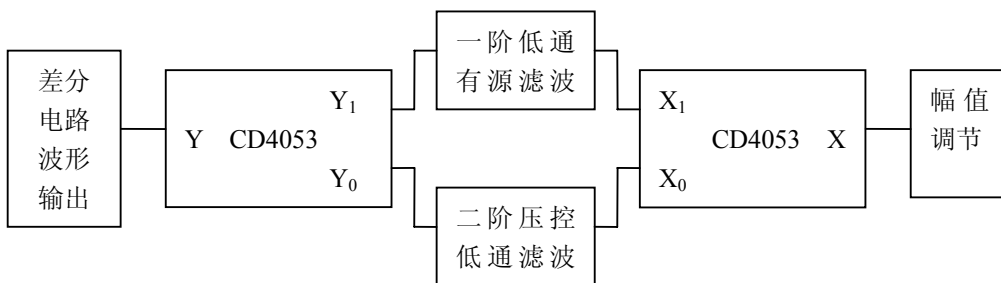 差分
电路
波形
输出
Y CD4053
Y₁
Y₀
一阶低通
有源滤波
二阶压控
低通滤波
X₁
X₀
CD4053 X
幅值
调节